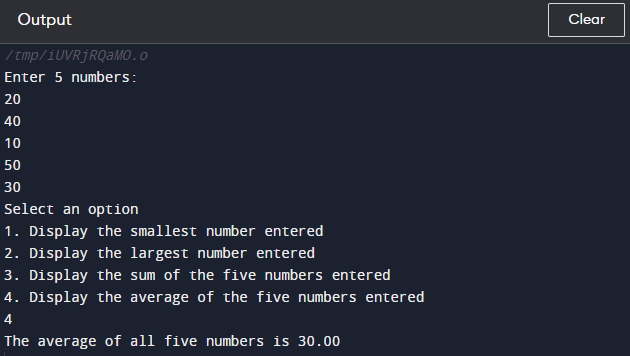 Output
Clear
/tmp/iUVRjRQaMO.o
Enter 5 numbers:
20
40
10
50
30
Select an option
1. Display the smallest number entered
2. Display the largest number entered
3. Display the sum of the five numbers entered
4. Display the average of the five numbers entered
4
The average of all five numbers is 30.00